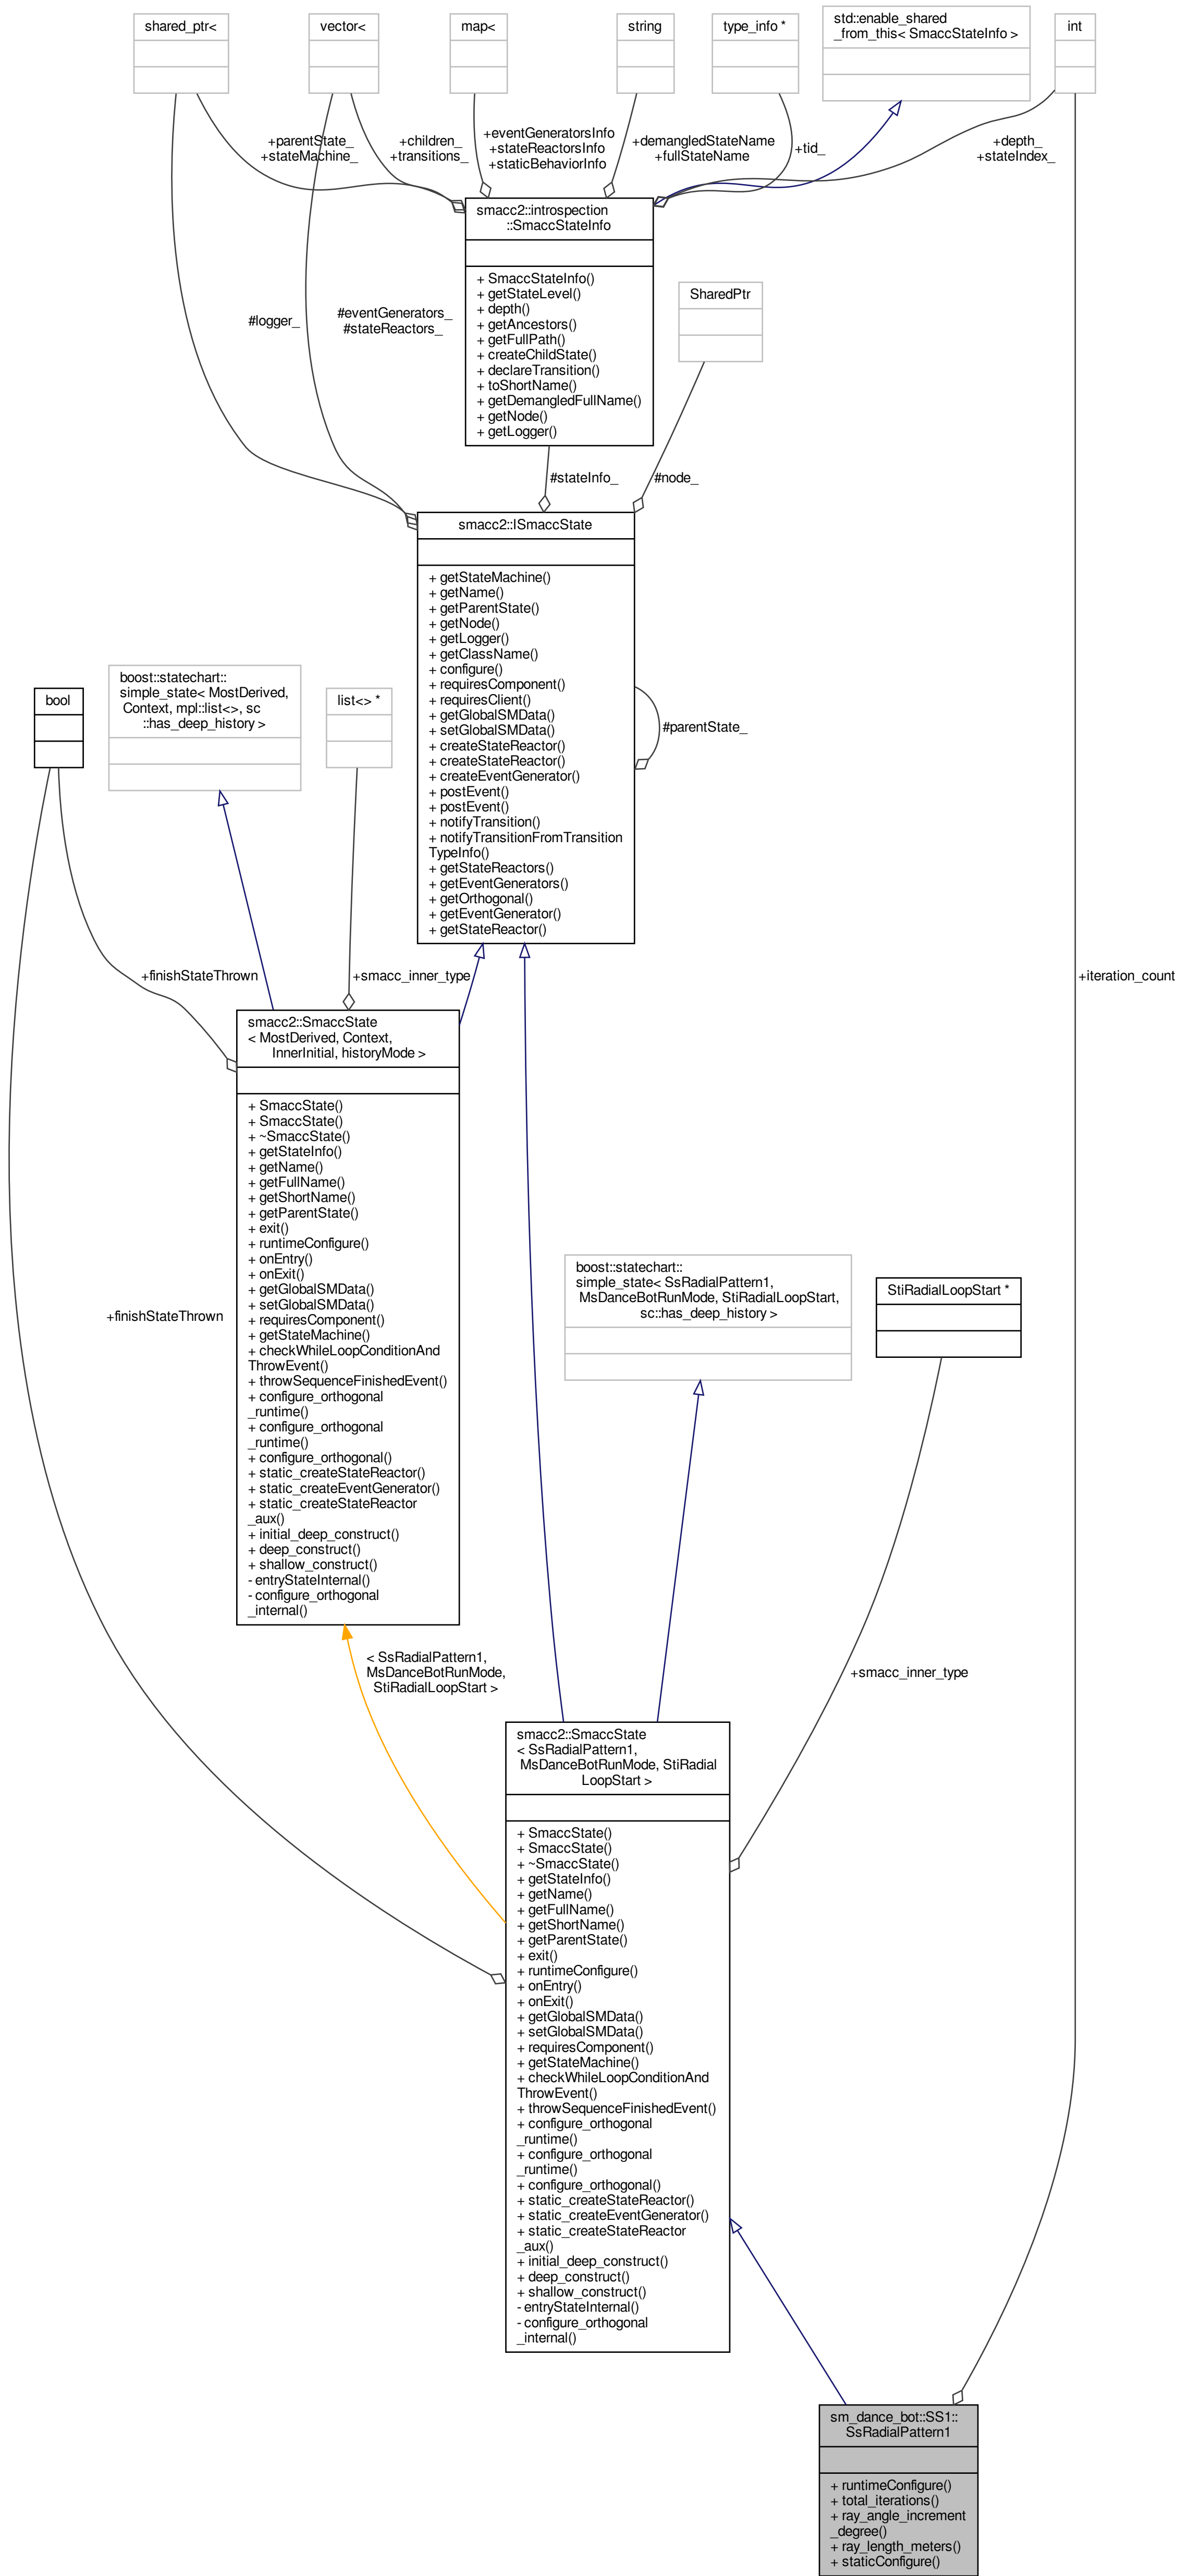 shared_ptr<
vector<
map<
string
type_info *
std::enable_shared
_from_this< SmaccStateInfo >
int
+parentState_
+stateMachine_
+children_
+transitions_
+eventGeneratorsInfo
+stateReactorsInfo
+staticBehaviorInfo
+demangledStateName
+fullStateName
+tid_
+depth_
+stateIndex_
smacc2::introspection
::SmaccStateInfo
+ SmaccStateInfo()
+ getStateLevel()
+ depth()
+ getAncestors()
+ getFullPath()
+ createChildState()
+ declareTransition()
+ toShortName()
+ getDemangledFullName()
+ getNode()
+ getLogger()
SharedPtr
#logger_
#eventGenerators_
#stateReactors_
#stateInfo_
#node_
smacc2::ISmaccState
+ getStateMachine()
+ getName()
+ getParentState()
+ getNode()
+ getLogger()
+ getClassName()
+ configure()
+ requiresComponent()
+ requiresClient()
+ getGlobalSMData()
+ setGlobalSMData()
+ createStateReactor()
+ createStateReactor()
+ createEventGenerator()
+ postEvent()
+ postEvent()
+ notifyTransition()
+ notifyTransitionFromTransition
TypeInfo()
+ getStateReactors()
+ getEventGenerators()
+ getOrthogonal()
+ getEventGenerator()
+ getStateReactor()
#parentState_
bool
boost::statechart::
simple_state< MostDerived,
Context, mpl::list<>, sc
::has_deep_history >
list<> *
+finishStateThrown
+smacc_inner_type
+iteration_count
smacc2::SmaccState
< MostDerived, Context,
InnerInitial, historyMode >
+ SmaccState()
+ SmaccState()
+ ~SmaccState()
+ getStateInfo()
+ getName()
+ getFullName()
+ getShortName()
+ getParentState()
+ exit()
+ runtimeConfigure()
+ onEntry()
+ onExit()
+ getGlobalSMData()
+ setGlobalSMData()
+ requiresComponent()
+ getStateMachine()
+ checkWhileLoopConditionAnd
ThrowEvent()
+ throwSequenceFinishedEvent()
+ configure_orthogonal
_runtime()
+ configure_orthogonal
_runtime()
+ configure_orthogonal()
+ static_createStateReactor()
+ static_createEventGenerator()
+ static_createStateReactor
_aux()
+ initial_deep_construct()
+ deep_construct()
+ shallow_construct()
- entryStateInternal()
- configure_orthogonal
_internal()
+finishStateThrown
boost::statechart::
simple_state< SsRadialPattern1,
MsDanceBotRunMode, StiRadialLoopStart,
sc::has_deep_history >
StiRadialLoopStart *
< SsRadialPattern1,
MsDanceBotRunMode,
StiRadialLoopStart >
+smacc_inner_type
smacc2::SmaccState
< SsRadialPattern1,
MsDanceBotRunMode, StiRadial
LoopStart >
+ SmaccState()
+ SmaccState()
+ ~SmaccState()
+ getStateInfo()
+ getName()
+ getFullName()
+ getShortName()
+ getParentState()
+ exit()
+ runtimeConfigure()
+ onEntry()
+ onExit()
+ getGlobalSMData()
+ setGlobalSMData()
+ requiresComponent()
+ getStateMachine()
+ checkWhileLoopConditionAnd
ThrowEvent()
+ throwSequenceFinishedEvent()
+ configure_orthogonal
_runtime()
+ configure_orthogonal
_runtime()
+ configure_orthogonal()
+ static_createStateReactor()
+ static_createEventGenerator()
+ static_createStateReactor
_aux()
+ initial_deep_construct()
+ deep_construct()
+ shallow_construct()
- entryStateInternal()
- configure_orthogonal
_internal()
sm_dance_bot::SS1::
SsRadialPattern1
+ runtimeConfigure()
+ total_iterations()
+ ray_angle_increment
_degree()
+ ray_length_meters()
+ staticConfigure()